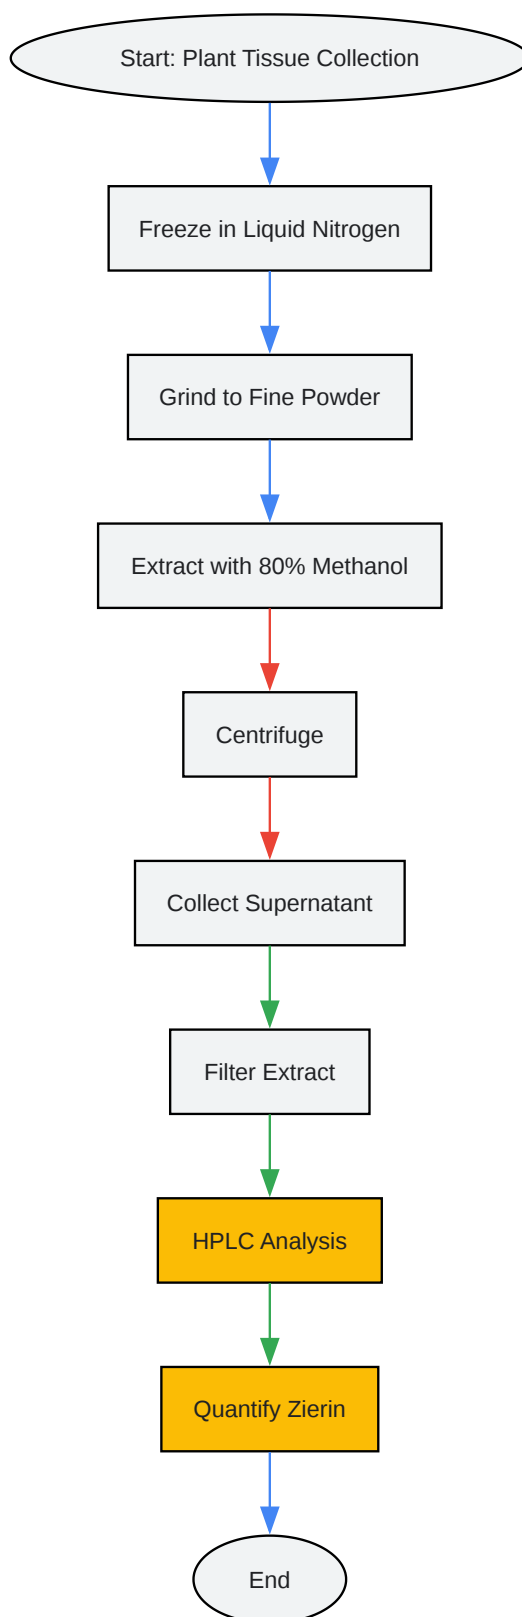 Start: Plant Tissue Collection
Freeze in Liquid Nitrogen
Grind to Fine Powder
Extract with 80% Methanol
Centrifuge
Collect Supernatant
Filter Extract
HPLC Analysis
Quantify Zierin
End